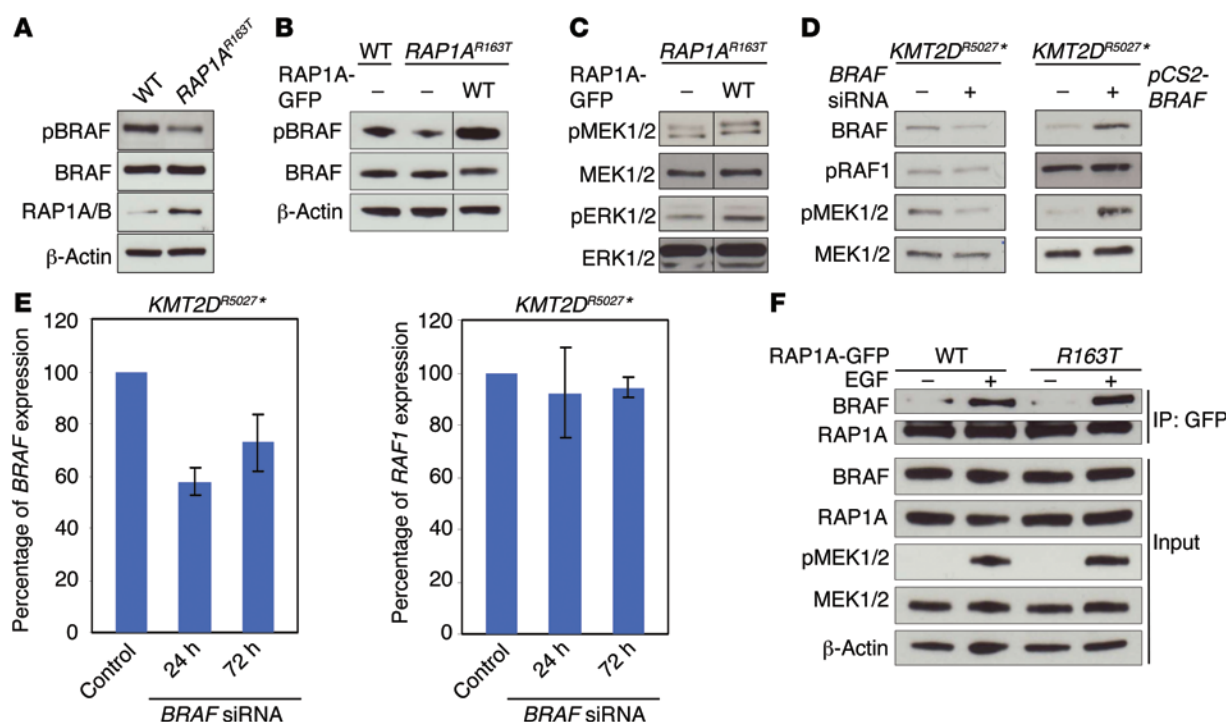 A
WT
RAP1A^R163T
pBRAF
BRAF
RAP1A/B
β-Actin
B
WT RAP1A^R163T
RAP1A-
GFP – – WT
pBRAF
BRAF
β-Actin
C
RAP1A^R163T
RAP1A-
GFP – WT
pMEK1/2
MEK1/2
pERK1/2
ERK1/2
D
KMT2D^R5027* KMT2D^R5027*
BRAF
siRNA – + – + pCS2-
BRAF
BRAF
pRAF1
pMEK1/2
MEK1/2
E
KMT2D^R5027*
Percentage of BRAF expression
120
100
80
60
40
20
0
Control
24 h
72 h
BRAF siRNA
KMT2D^R5027*
Percentage of RAF1 expression
120
100
80
60
40
20
0
Control
24 h
72 h
BRAF siRNA
F
RAP1A-GFP WT R163T
EGF – + – +
BRAF
RAP1A
IP: GFP
BRAF
RAP1A
pMEK1/2
MEK1/2
β-Actin
Input